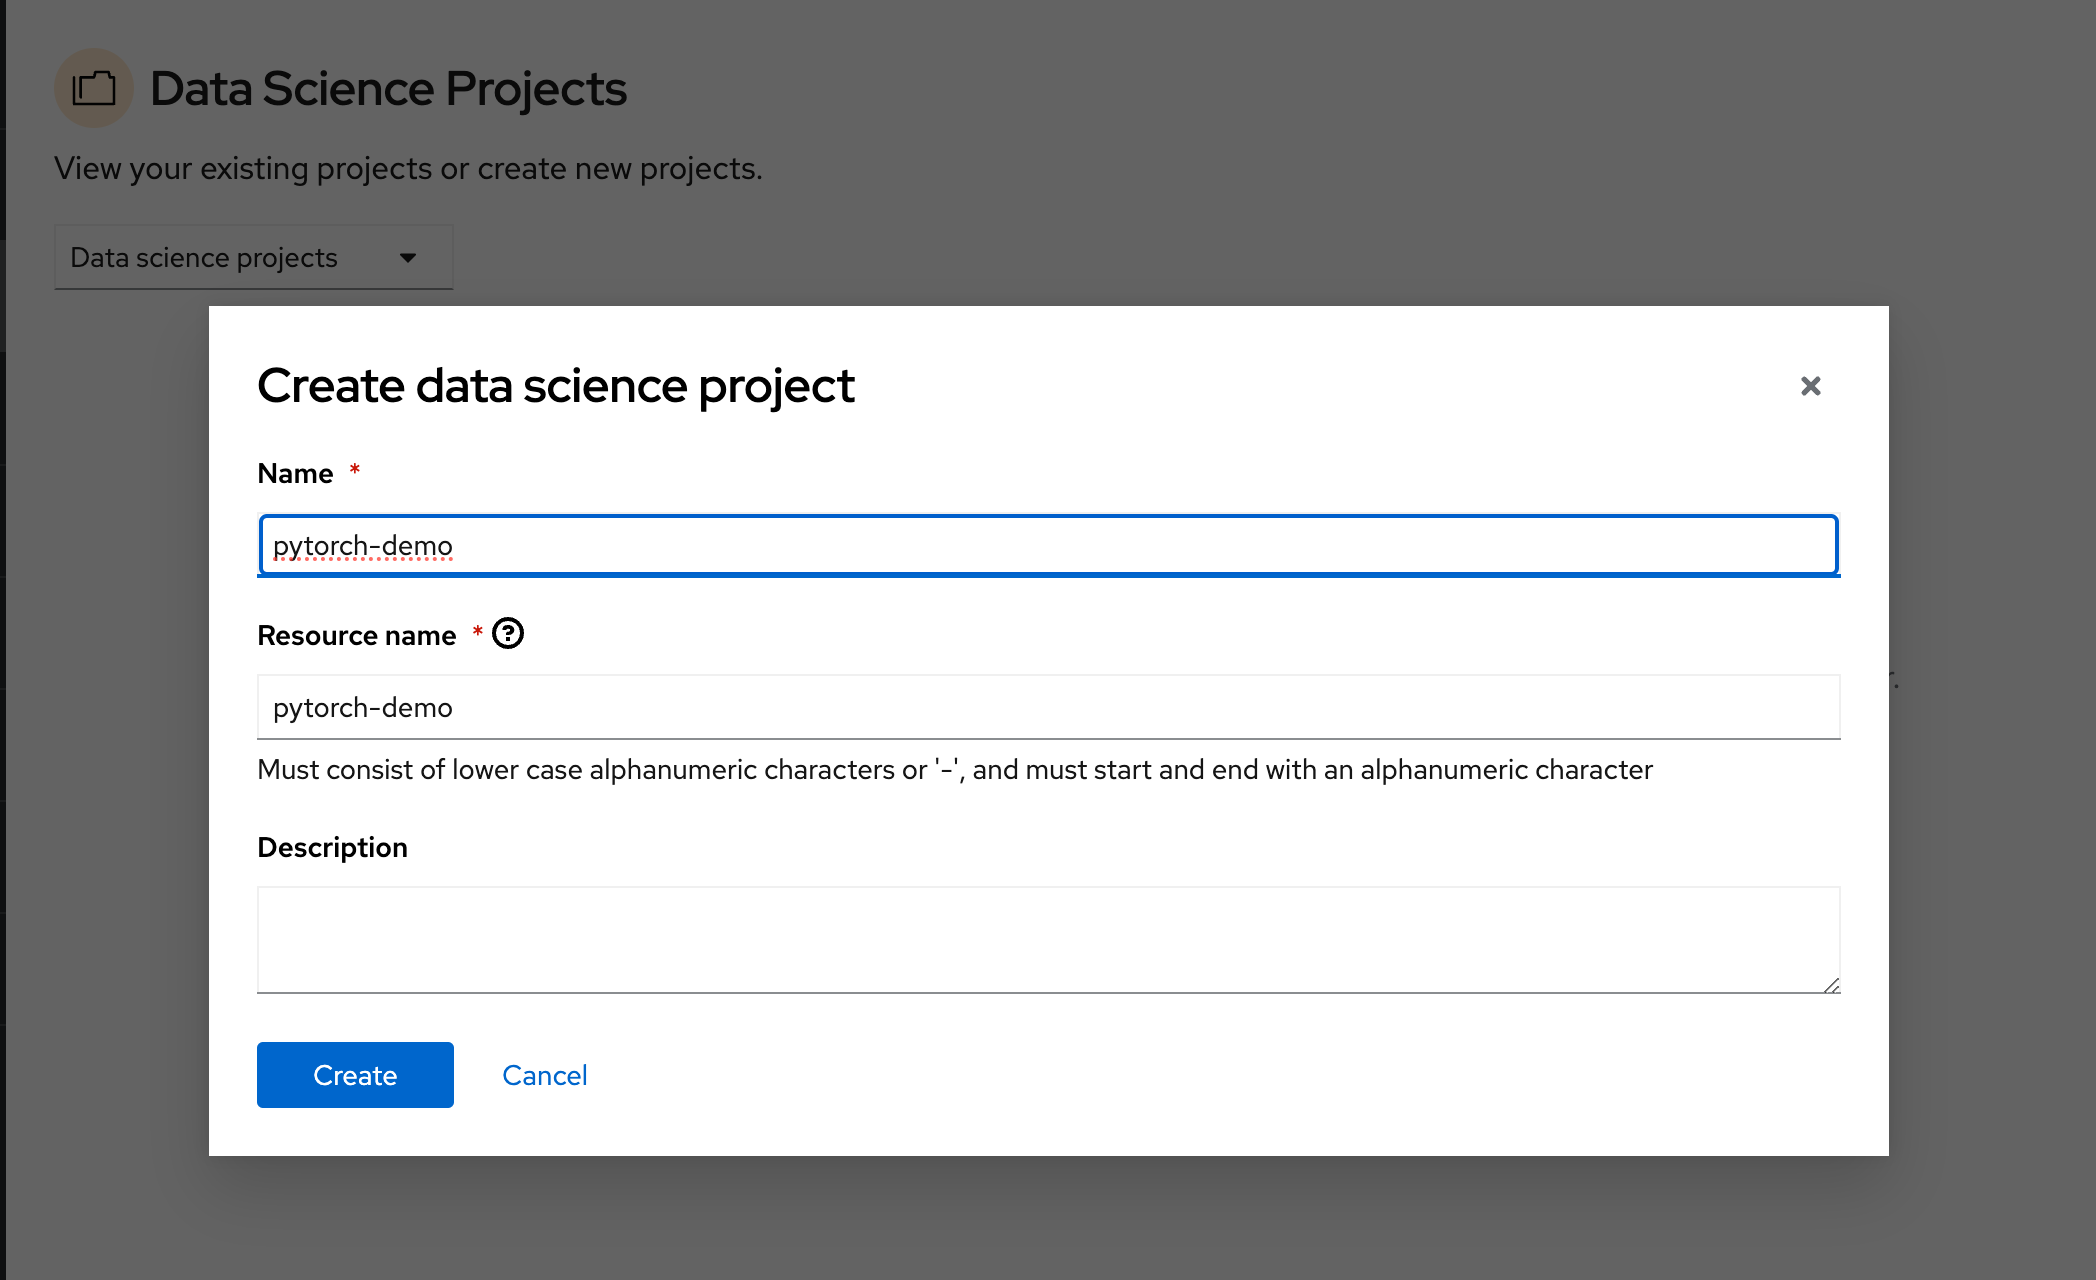 Data Science Projects
View your existing projects or create new projects.
Data science projects
Create data science project
Name *
pytorch-demo
Resource name *
pytorch-demo
Must consist of lower case alphanumeric characters or '-', and must start and end with an alphanumeric character
Description
Create Cancel